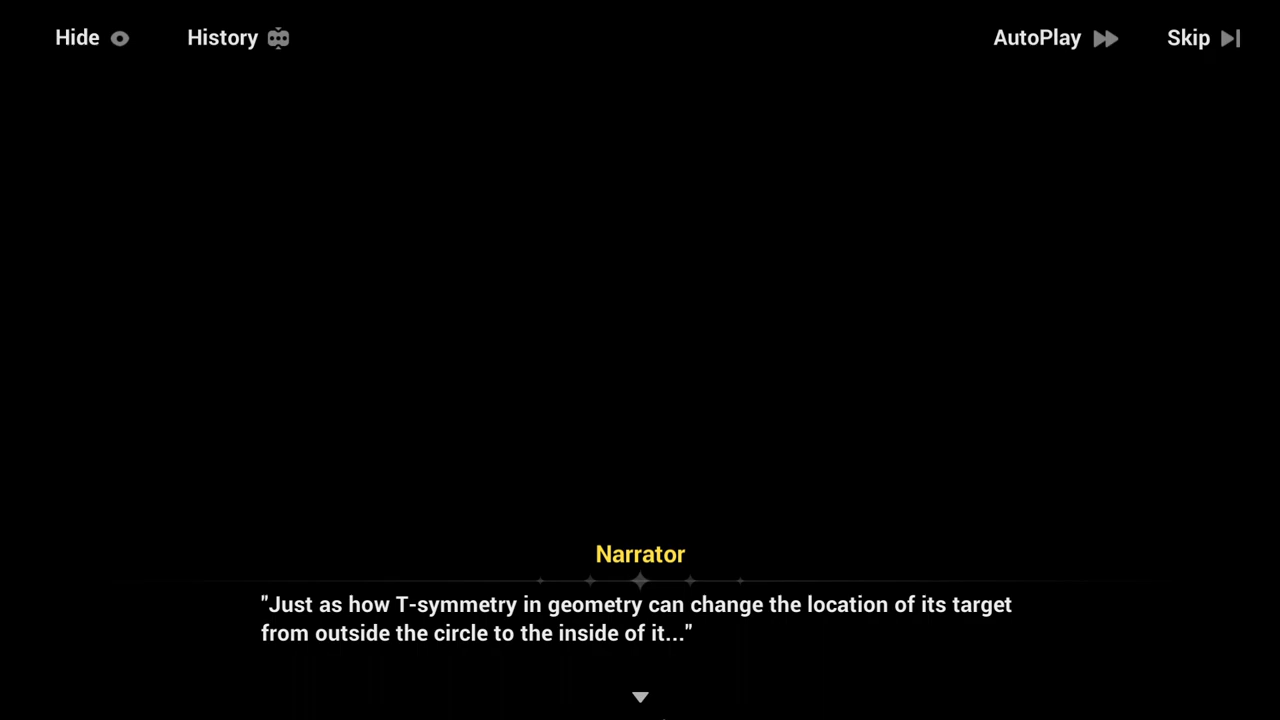 Hide
History
AutoPlay
Skip
Narrator
"Just as how T-symmetry in geometry can change the location of its target
from outside the circle to the inside of it..."